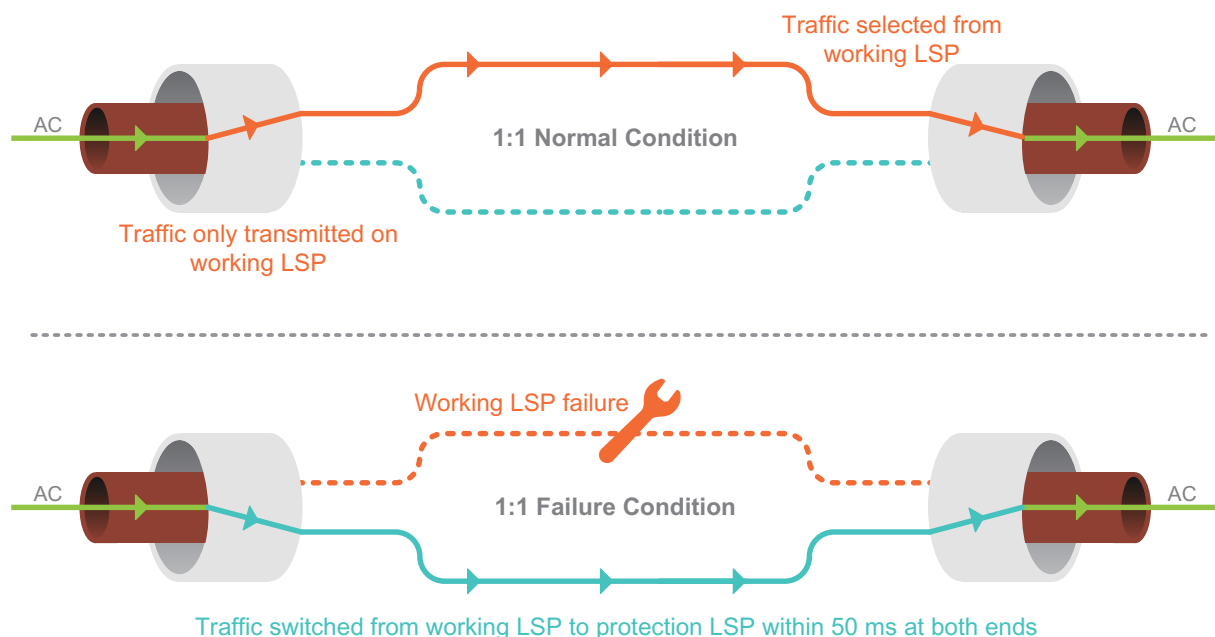 Traffic selected from
working LSP
AC
AC
1:1 Normal Condition
Traffic only transmitted on
working LSP
Working LSP failure
AC
AC
1:1 Failure Condition
Traffic switched from working LSP to protection LSP within 50 ms at both ends